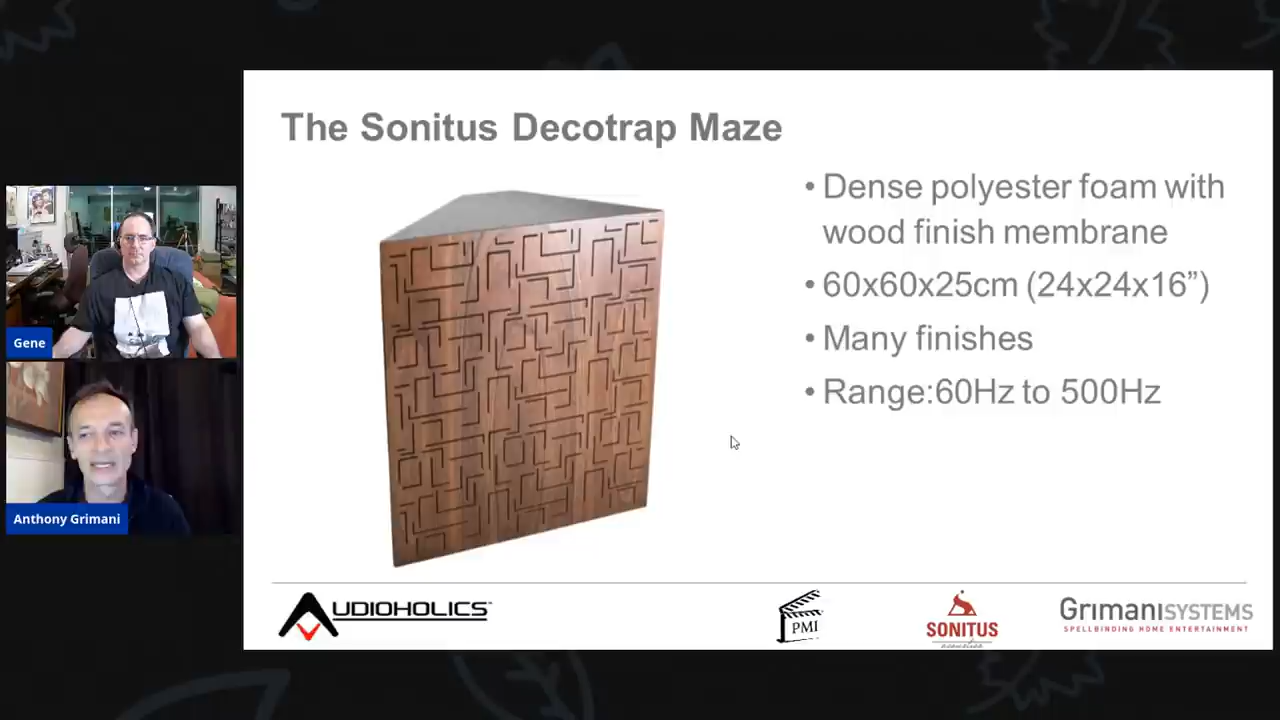 The Sonitus Decotrap Maze
• Dense polyester foam with
wood finish membrane
• 60x60x25cm (24x24x16”)
• Many finishes
• Range:60Hz to 500Hz
Gene
Anthony Grimani
AUDIOHOLICS
PMI
SONITUS
acoustics
GRIMANISYSTEMS
SPELLBINDING HOME ENTERTAINMENT